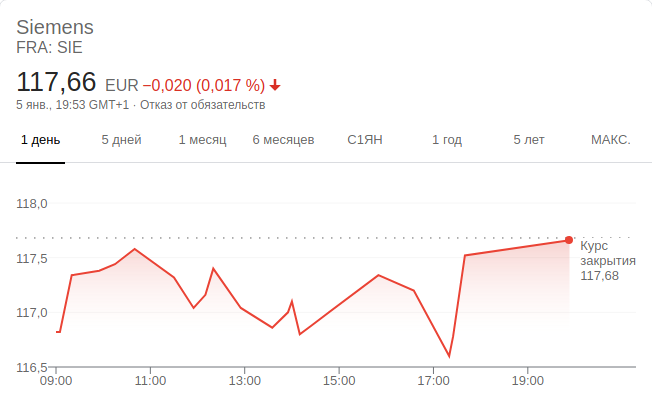 Siemens
FRA: SIE
117,66 EUR −0,020 (0,017 %)
5 янв., 19:53 GMT+1 · Отказ от обязательств
1 день 5 дней 1 месяц 6 месяцев С1ЯН 1 год 5 лет МАКС.
118,0
117,5
117,0
116,5
Курс
закрытия
117,68
09:00 11:00 13:00 15:00 17:00 19:00